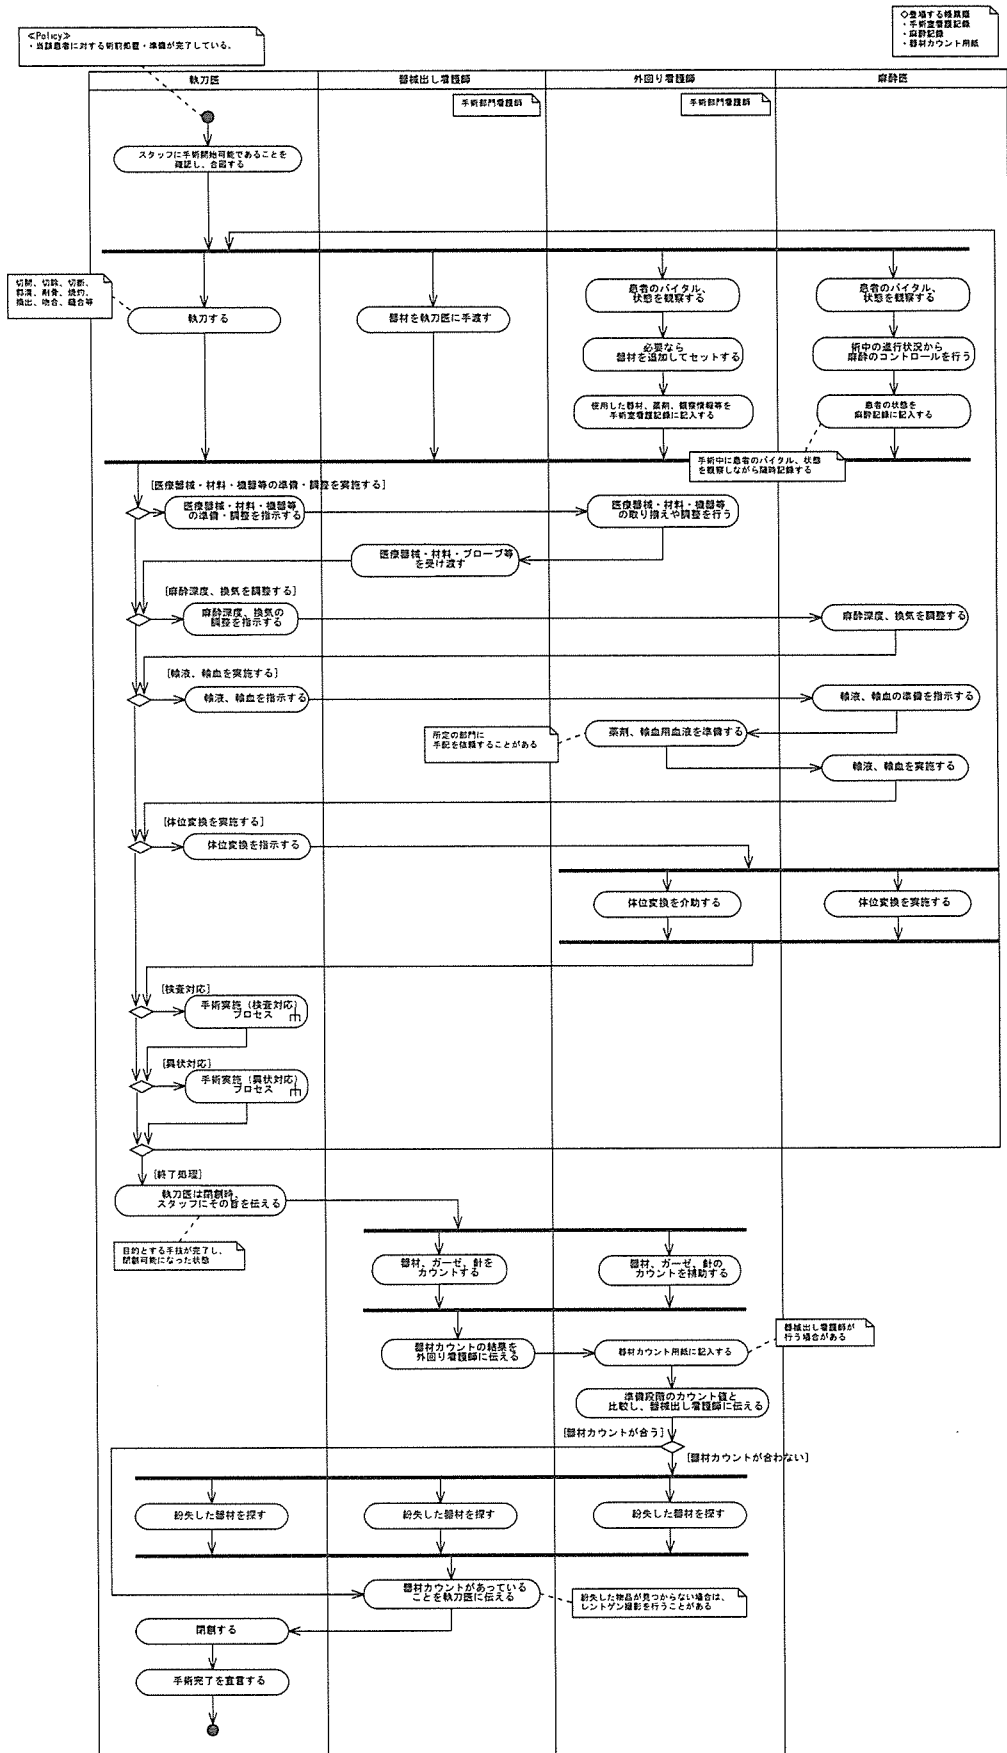 ≪Policy≫
・当該患者に対する術前処置・準備が完了している。
◇登場する帳票類
・手術室看護記録
・麻酔記録
・器材カウント用紙
執刀医
器械出し看護師
外回り看護師
麻酔医
手術部門看護師
手術部門看護師
スタッフに手術開始可能であることを
確認し、合図する
切開、切除、切断、
剥離、削骨、焼灼、
摘出、吻合、縫合等
執刀する
器材を執刀医に手渡す
患者のバイタル、
状態を観察する
患者のバイタル、
状態を観察する
必要なら
器材を追加してセットする
術中の進行状況から
麻酔のコントロールを行う
使用した器材、薬剤、観察情報等を
手術室看護記録に記入する
患者の状態を
麻酔記録に記入する
手術中に患者のバイタル、状態
を観察しながら随時記録する
[医療器械・材料・機器等の準備・調整を実施する]
医療器械・材料・機器等
の準備・調整を指示する
医療器械・材料・機器等
の取り揃えや調整を行う
医療器械・材料・プローブ等
を受け渡す
[麻酔深度、換気を調整する]
麻酔深度、換気の
調整を指示する
麻酔深度、換気を調整する
[輸液、輸血を実施する]
輸液、輸血を指示する
輸液、輸血の準備を指示する
所定の部門に
手配を依頼することがある
薬剤、輸血用血液を準備する
輸液、輸血を実施する
[体位変換を実施する]
体位変換を指示する
体位変換を介助する
体位変換を実施する
[検査対応]
手術実施（検査対応）
プロセス
[異状対応]
手術実施（異状対応）
プロセス
[終了処理]
執刀医は閉創時、
スタッフにその旨を伝える
目的とする手技が完了し、
閉創可能になった状態
器材、ガーゼ、針を
カウントする
器材、ガーゼ、針の
カウントを補助する
器械出し看護師が
行う場合がある
器材カウントの結果を
外回り看護師に伝える
器材カウント用紙に記入する
準備段階のカウント値と
比較し、器械出し看護師に伝える
[器材カウントが合う]
[器材カウントが合わない]
紛失した器材を探す
紛失した器材を探す
紛失した器材を探す
器材カウントがあっている
ことを執刀医に伝える
紛失した物品が見つからない場合は、
レントゲン撮影を行うことがある
閉創する
手術完了を宣言する